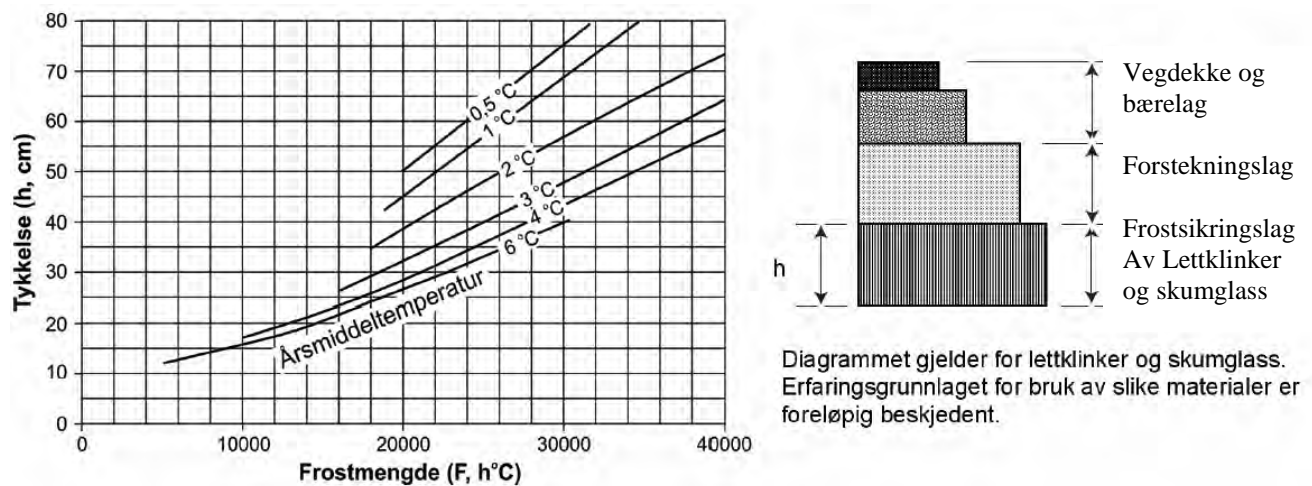 80
70
60
50
40
30
20
10
0
Tykkelse (h, cm)
0,5 °C
1 °C
2 °C
3 °C
4 °C
6 °C
Årsmiddeltemperatur
0 10000 20000 30000 40000
Frostmengde (F, h°C)
Vegdekke og
bærelag
Forstekningslag
h
Frostsikringslag
Av Lettklinker
og skumglass
Diagrammet gjelder for lettklinker og skumglass.
Erfaringsgrunnlaget for bruk av slike materialer er
foreløpig beskjedent.